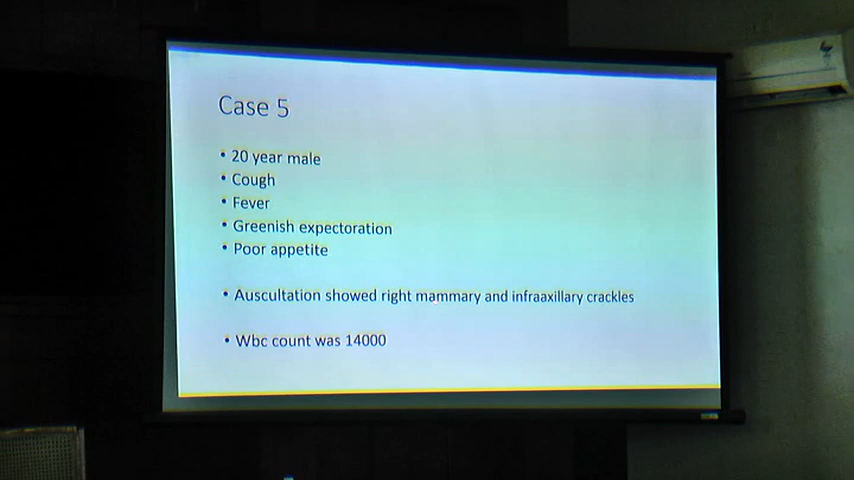 Case 5
• 20 year male
• Cough
• Fever
• Greenish expectoration
• Poor appetite
• Auscultation showed right mammary and infraaxillary crackles
• Wbc count was 14000